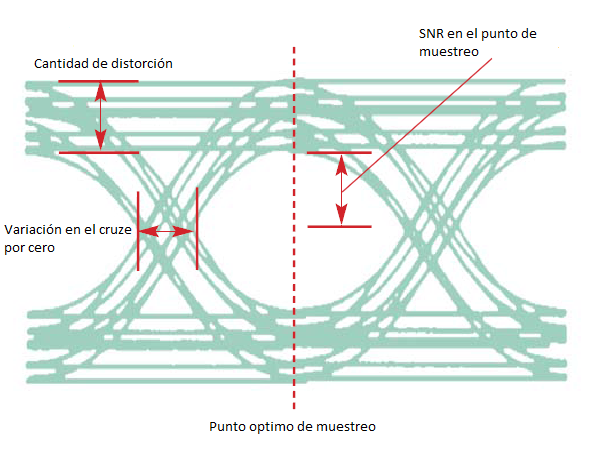 SNR en el punto de
muestreo
Cantidad de distorción
Variación en el cruze
por cero
Punto optimo de muestreo